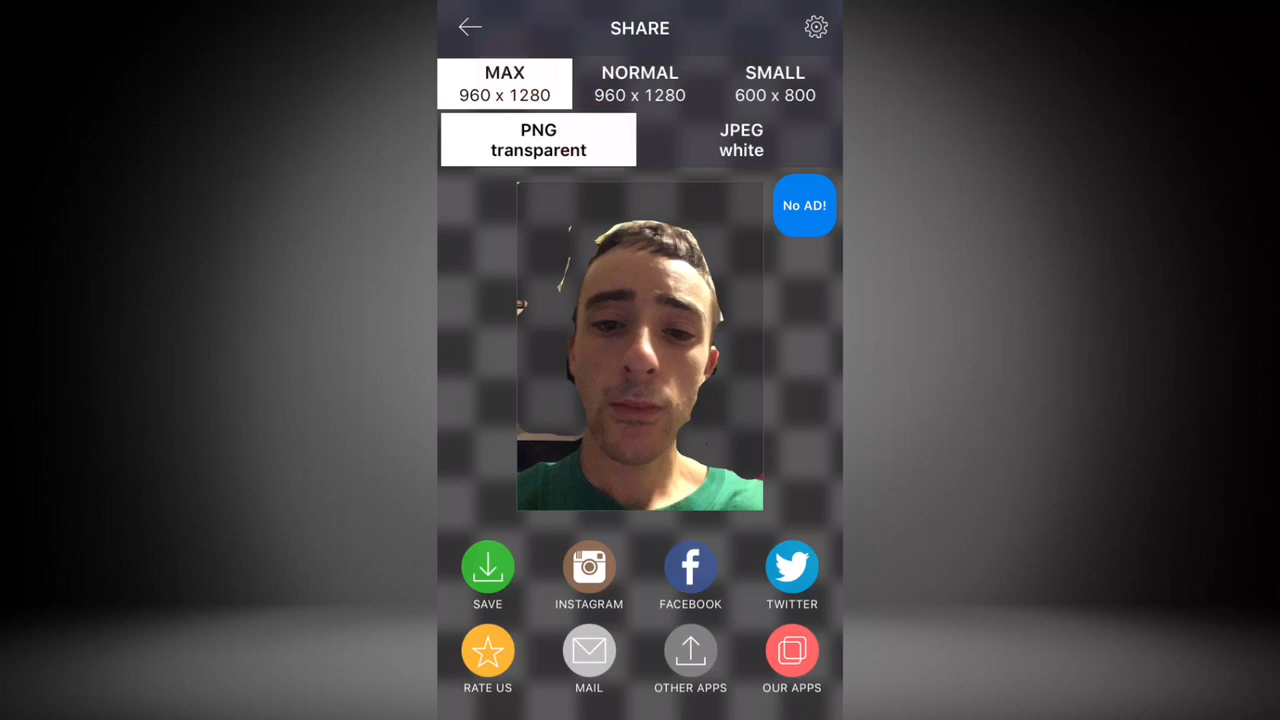 SHARE
MAX
960 x 1280
NORMAL
960 x 1280
SMALL
600 x 800
PNG
transparent
JPEG
white
No AD!
SAVE
INSTAGRAM
FACEBOOK
TWITTER
RATE US
MAIL
OTHER APPS
OUR APPS